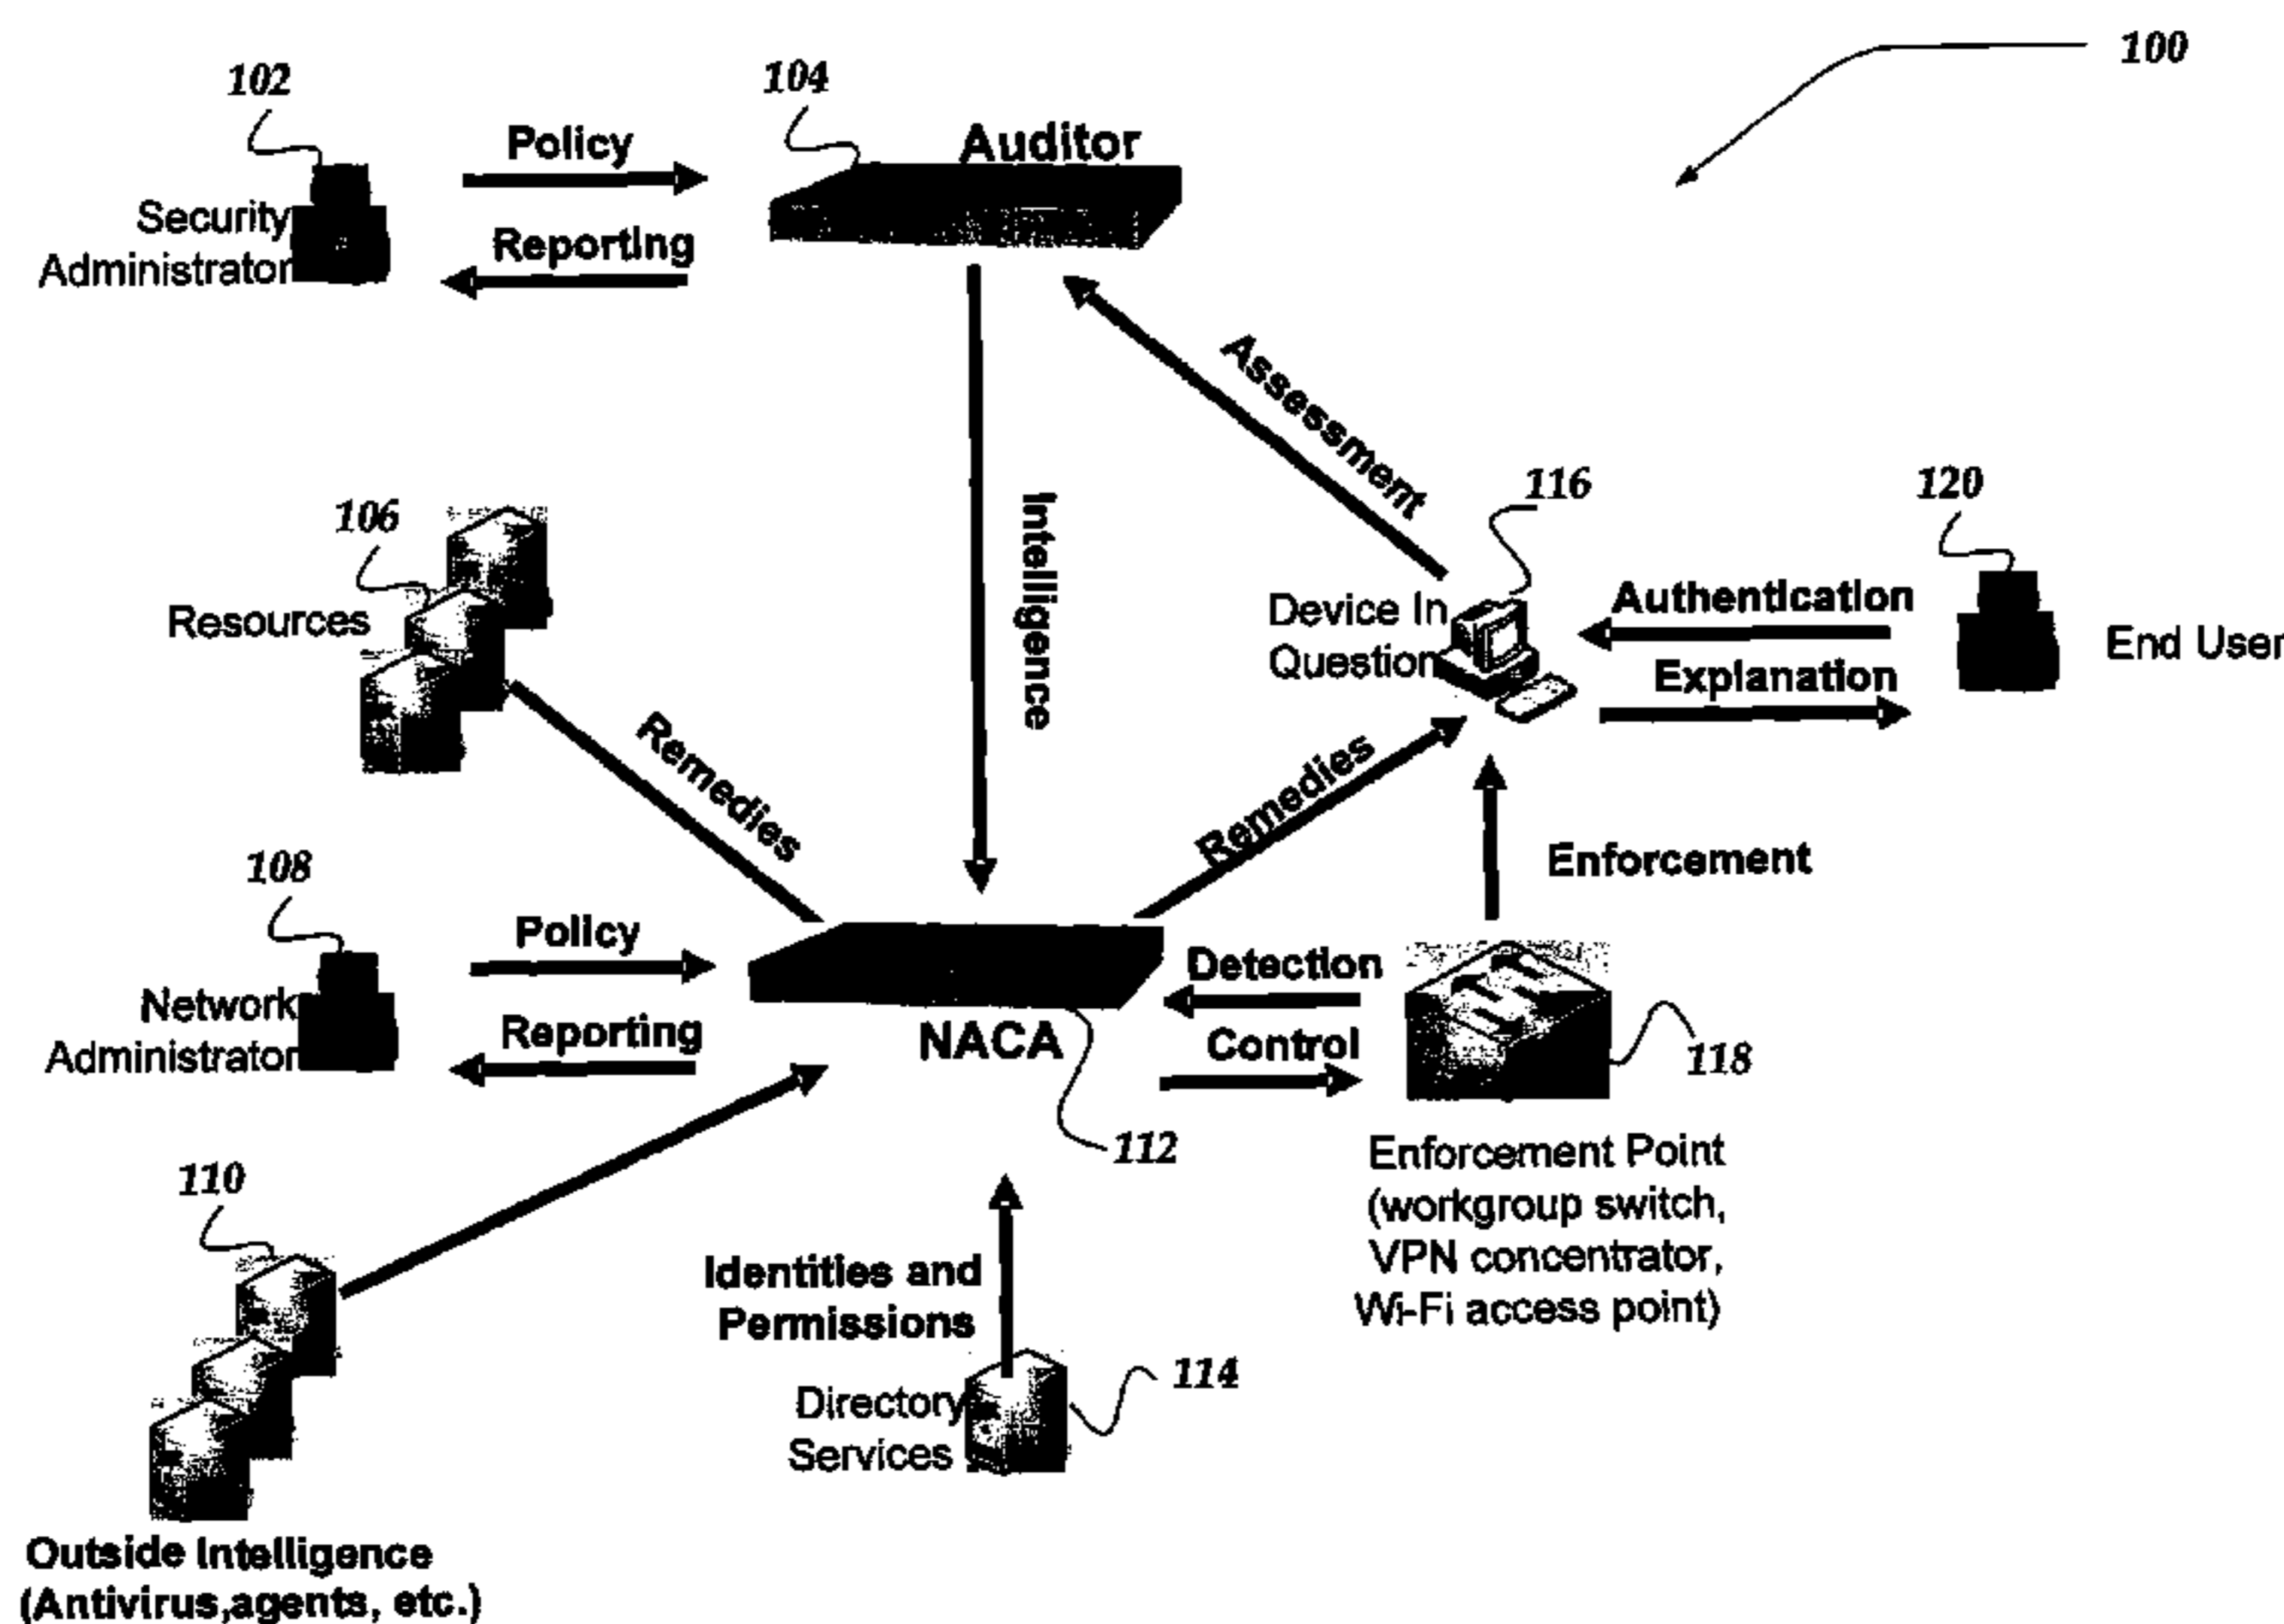 100
102
104
Policy
Auditor
Security
Administrator
Reporting
Assessment
106
Intelligence
116
120
Resources
Device In
Question
Authentication
Explanation
End User
Remedies
Remedies
108
Enforcement
Policy
Network
Administrator
Reporting
NACA
Detection
Control
118
112
110
Enforcement Point
(workgroup switch,
VPN concentrator,
Wi-Fi access point)
Identities and
Permissions
114
Directory
Services
Outside Intelligence
(Antivirus,agents, etc.)